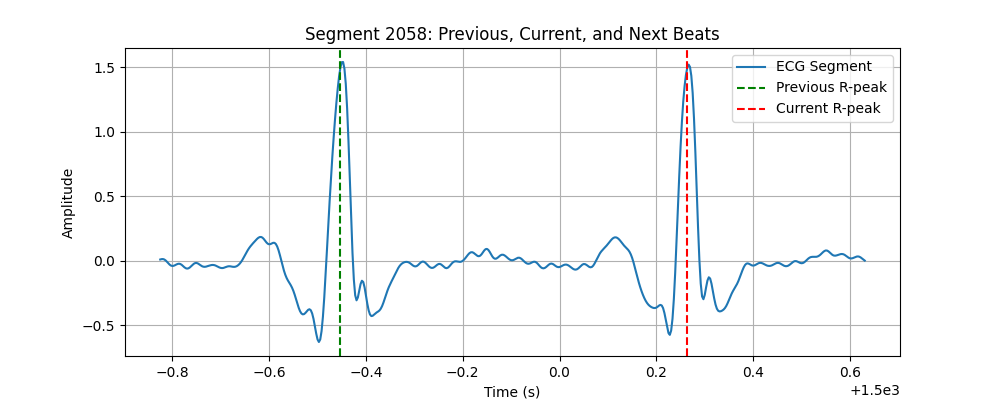 Segment 2058: Previous, Current, and Next Beats
ECG Segment
Previous R-peak
Current R-peak
Amplitude
1.5
1.0
0.5
0.0
−0.5
−0.8 −0.6 −0.4 −0.2 0.0 0.2 0.4 0.6
Time (s)
+1.5e3